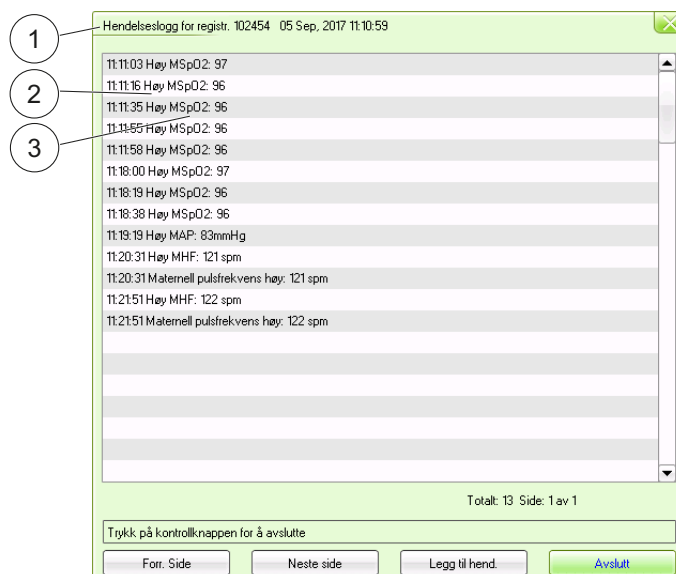 1
Hendelseslogg for registr. 102454 05 Sep, 2017 11:10:59
2
3
11:11:03 Høy MSpO2: 97
11:11:16 Høy MSpO2: 96
11:11:35 Høy MSpO2: 96
11:11:55 Høy MSpO2: 96
11:11:58 Høy MSpO2: 96
11:18:00 Høy MSpO2: 97
11:18:19 Høy MSpO2: 96
11:18:38 Høy MSpO2: 96
11:19:19 Høy MAP: 83mmHg
11:20:31 Høy MHF: 121 spm
11:20:31 Maternell pulsfrekvens høy: 121 spm
11:21:51 Høy MHF: 122 spm
11:21:51 Maternell pulsfrekvens høy: 122 spm
Totalt: 13 Side: 1 av 1
Trykk på kontrollknappen for å avslutte
Forr. Side Neste side Legg til hend. Avslutt